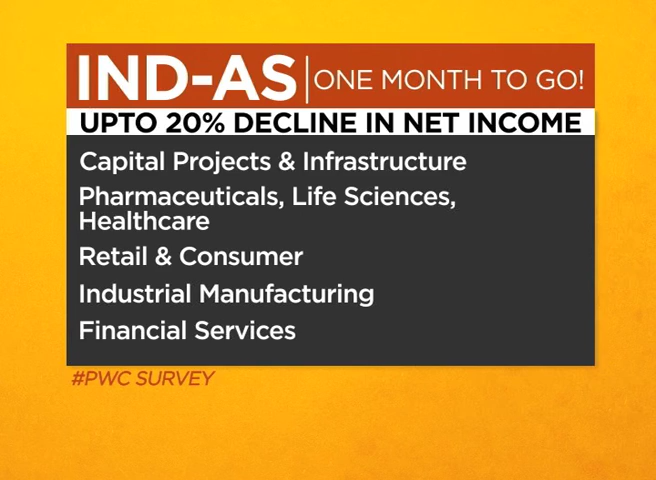 IND-AS | ONE MONTH TO GO!
UPTO 20% DECLINE IN NET INCOME
Capital Projects & Infrastructure
Pharmaceuticals, Life Sciences,
Healthcare
Retail & Consumer
Industrial Manufacturing
Financial Services
#PWC SURVEY